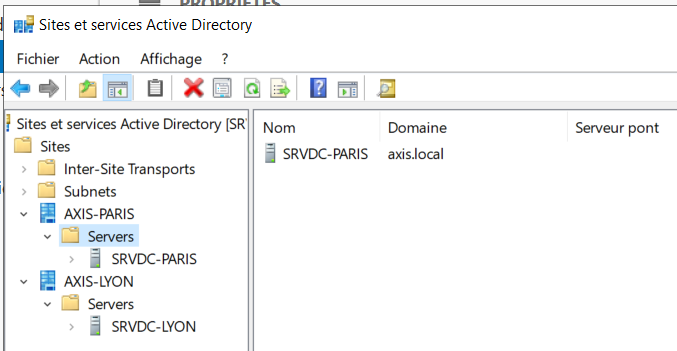 PROPRIÉTÉS
Sites et services Active Directory
Fichier Action Affichage ?
Sites et services Active Directory [SR
Sites
Inter-Site Transports
Subnets
AXIS-PARIS
Servers
SRVDC-PARIS
AXIS-LYON
Servers
SRVDC-LYON
Nom Domaine Serveur pont
SRVDC-PARIS axis.local